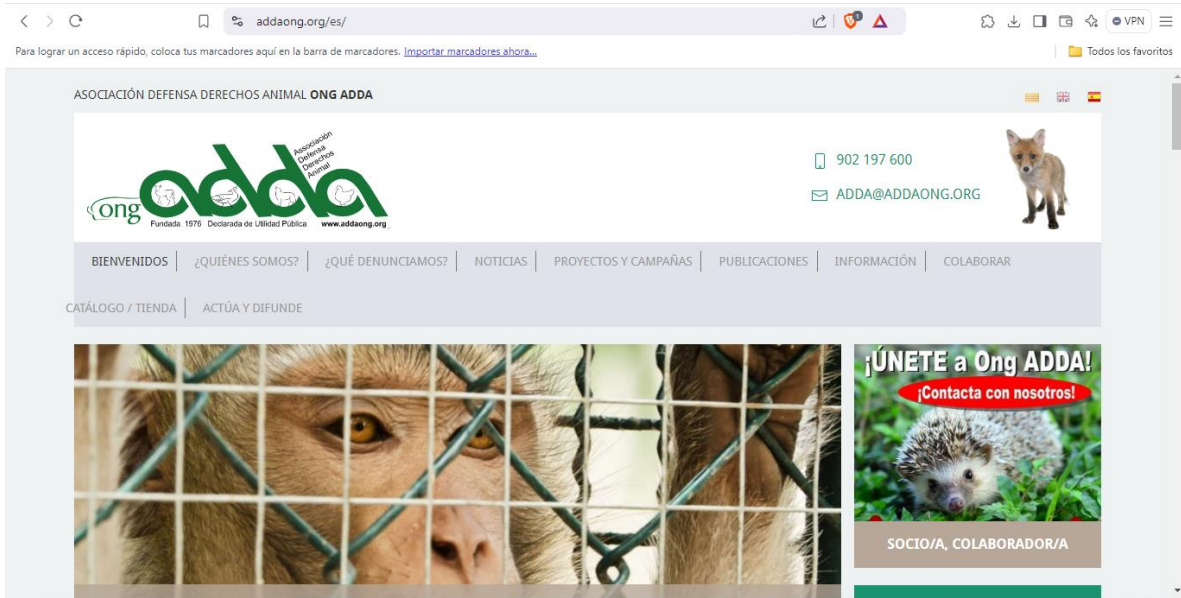 addaong.org/es/
VPN
Para lograr un acceso rápido, coloca tus marcadores aquí en la barra de marcadores. Importar marcadores ahora...
Todos los favoritos
ASOCIACIÓN DEFENSA DERECHOS ANIMAL ONG ADDA
Associación
Defensa
Derechos
Animal
ong adda
Fundada 1976 Declarada de Utilidad Pública www.addaong.org
902 197 600
ADDA@ADDAONG.ORG
BIENVENIDOS ¿QUIÉNES SOMOS? ¿QUÉ DENUNCIAMOS? NOTICIAS PROYECTOS Y CAMPAÑAS PUBLICACIONES INFORMACIÓN COLABORAR
CATÁLOGO / TIENDA ACTÚA Y DIFUNDE
¡ÚNETE a Ong ADDA!
¡Contacta con nosotros!
SOCIO/A, COLABORADOR/A